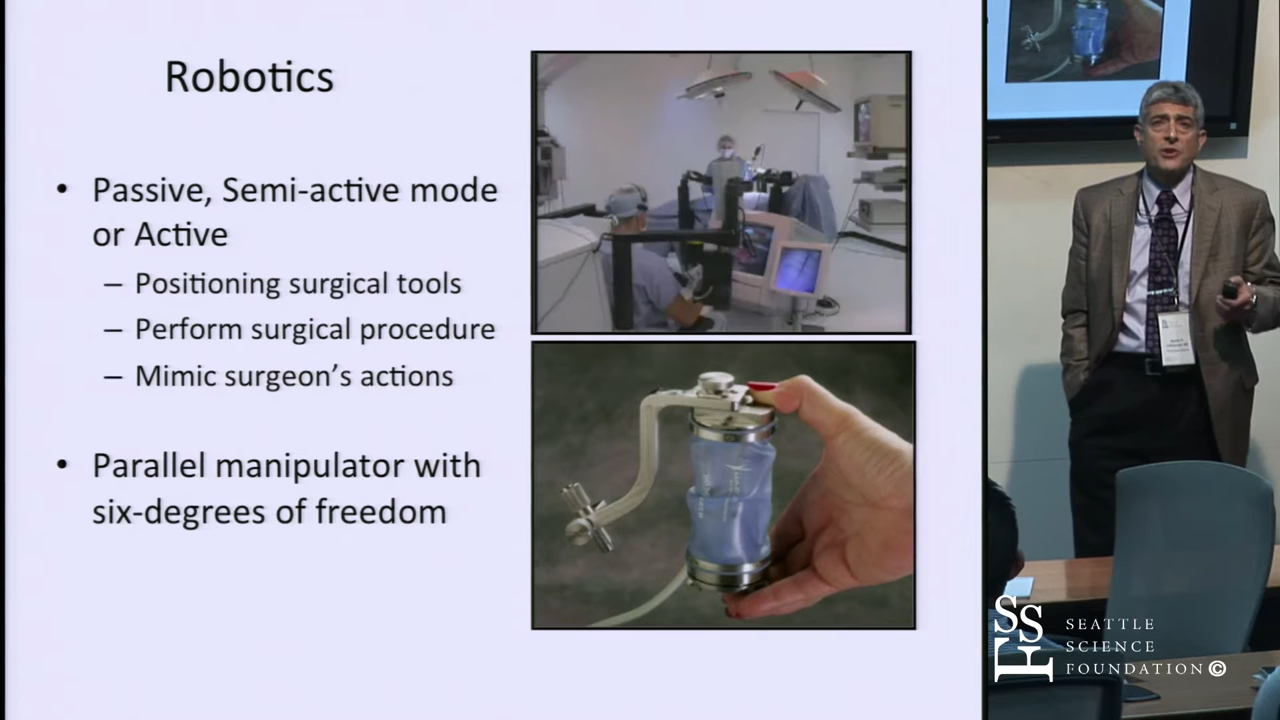 Robotics
• Passive, Semi-active mode
or Active
– Positioning surgical tools
– Perform surgical procedure
– Mimic surgeon's actions
• Parallel manipulator with
six-degrees of freedom
SSF
SEATTLE
SCIENCE
FOUNDATION©